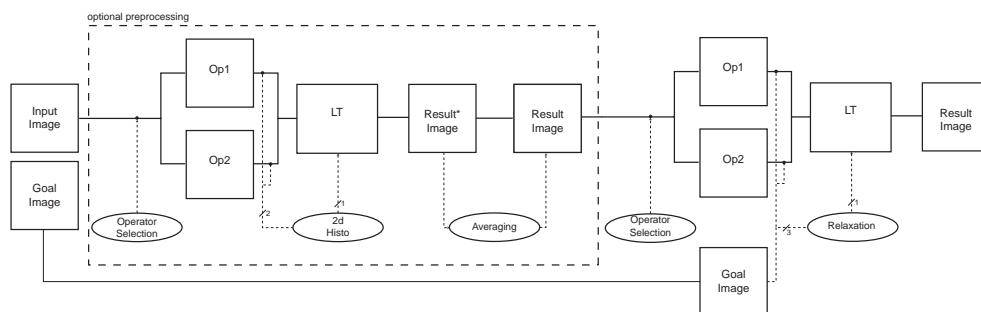 optional preprocessing
Input
Image
Goal
Image
Op1
Op2
LT
Result*
Image
Result
Image
Operator
Selection
2
2d
Histo
1
Averaging
Op1
Op2
LT
Result
Image
Operator
Selection
3
1
Relaxation
Goal
Image